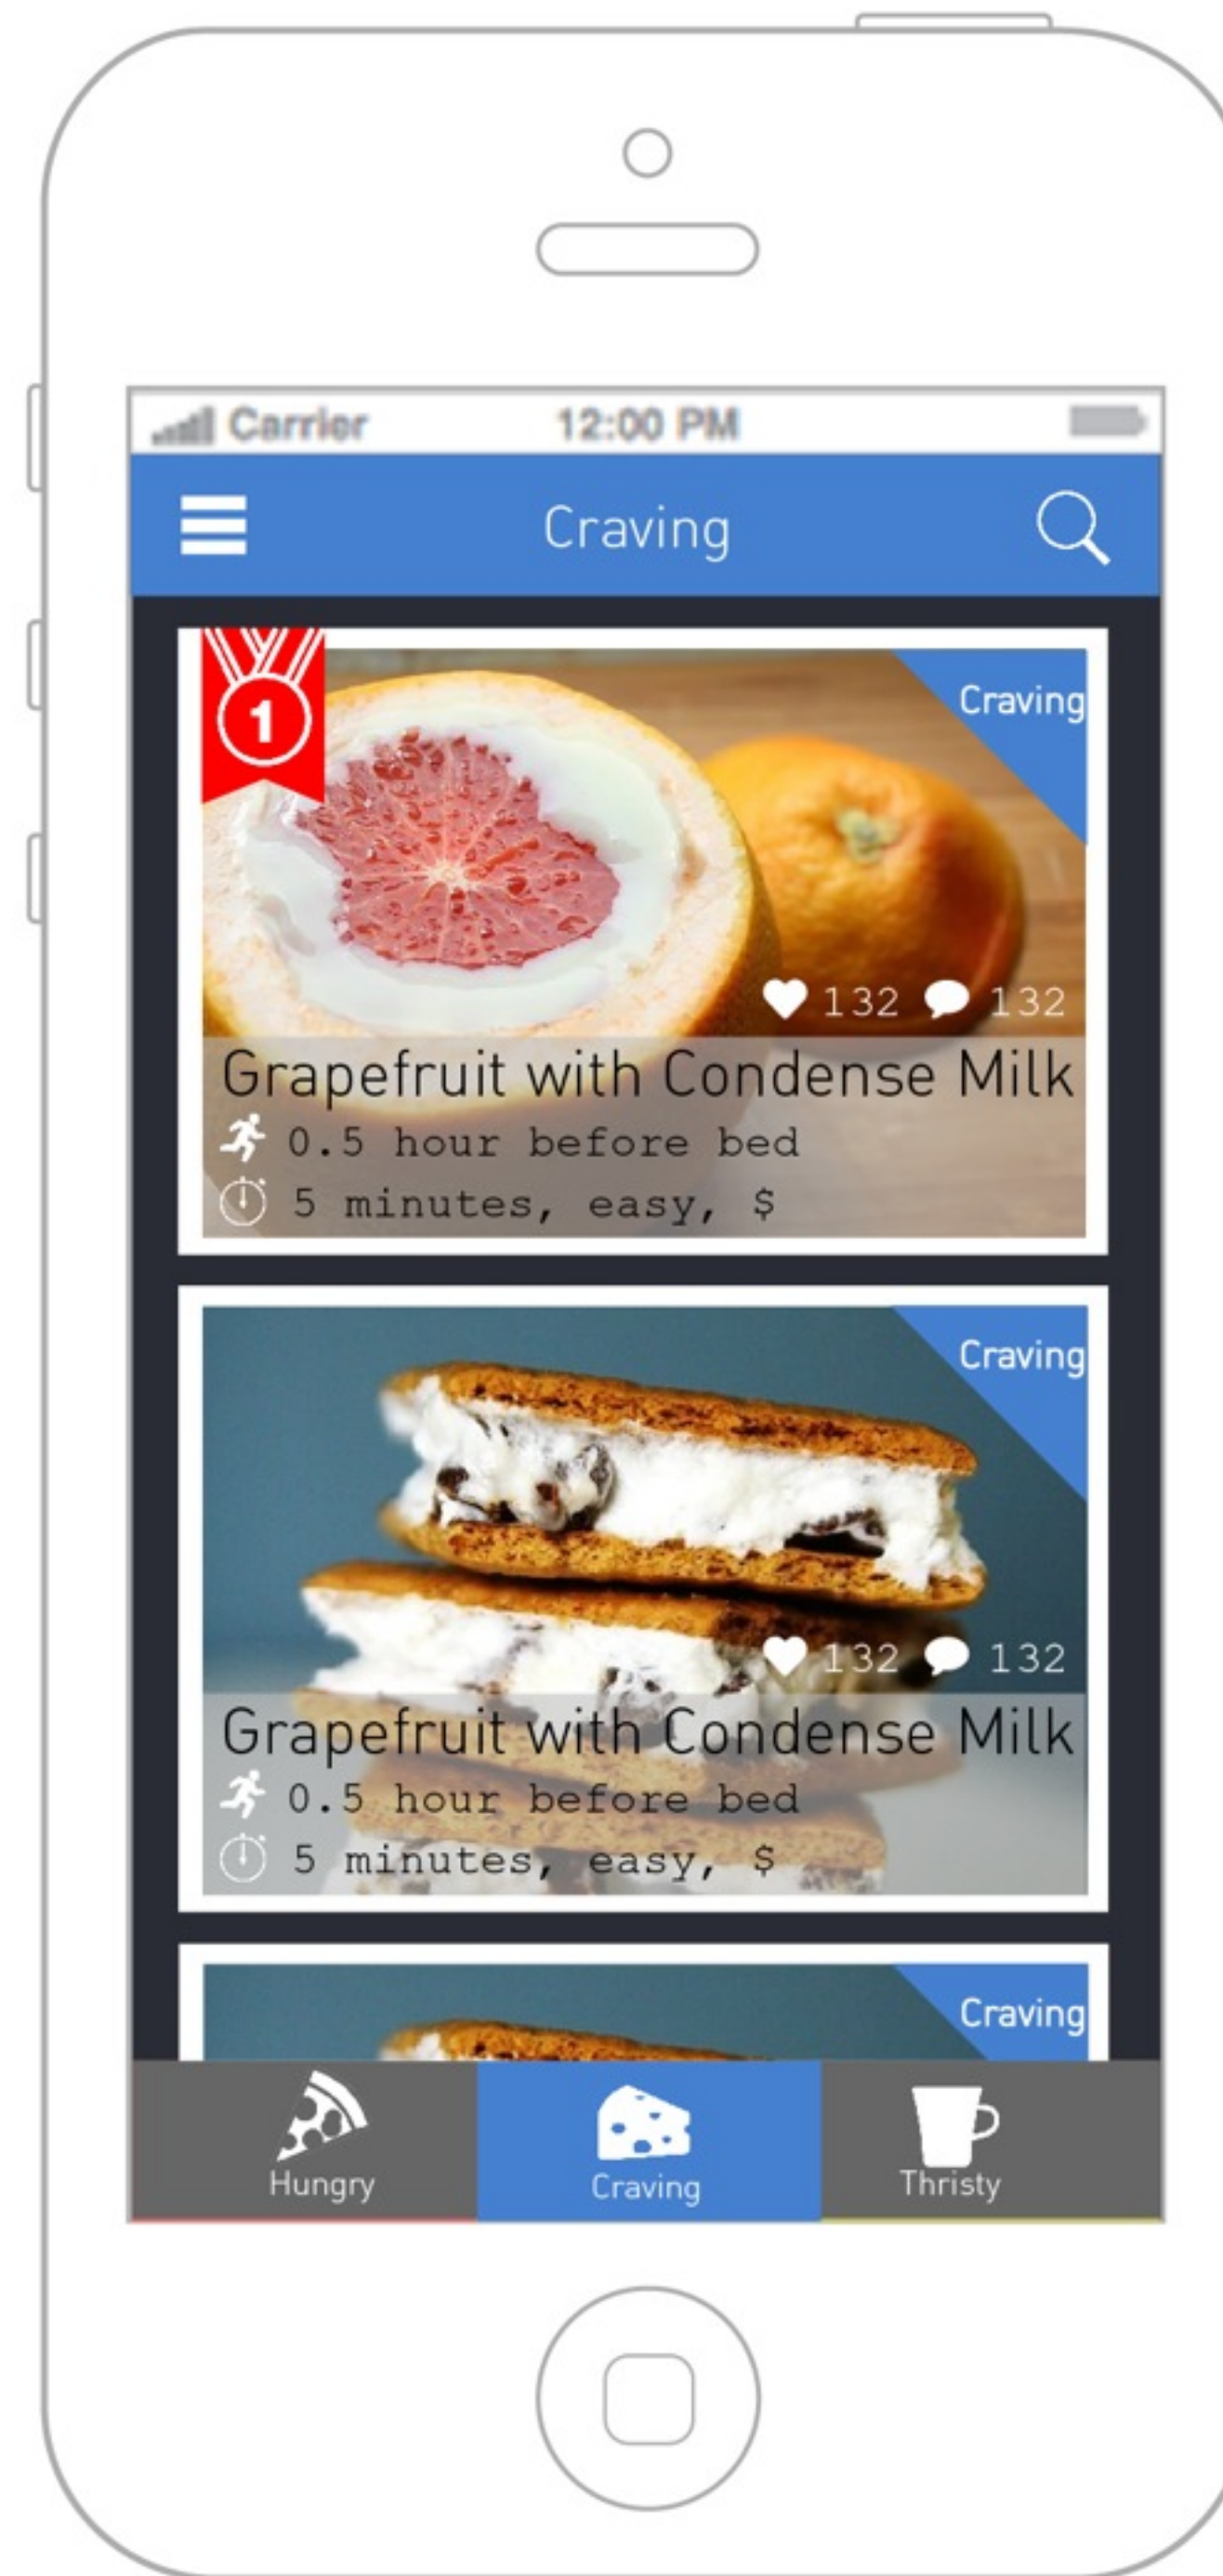 Carrier 12:00 PM
Craving
1
Craving
132 132
Grapefruit with Condense Milk
0.5 hour before bed
5 minutes, easy, $
Craving
132 132
Grapefruit with Condense Milk
0.5 hour before bed
5 minutes, easy, $
Craving
Hungry Craving Thristy